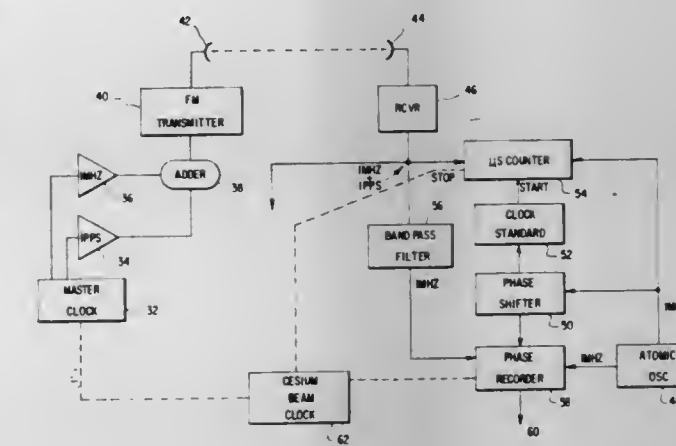 42
44
40
FM
TRANSMITTER
RCVR
46
1MHZ
36
ADDER
38
1MHZ
+
1PPS
STOP
μS COUNTER
54
START
1PPS
34
56
BAND PASS
FILTER
CLOCK
STANDARD
52
MASTER
CLOCK
32
1MHZ
PHASE
SHIFTER
50
PHASE
RECORDER
58
1MHZ
ATOMIC
OSC
CESIUM
BEAM
CLOCK
62
60